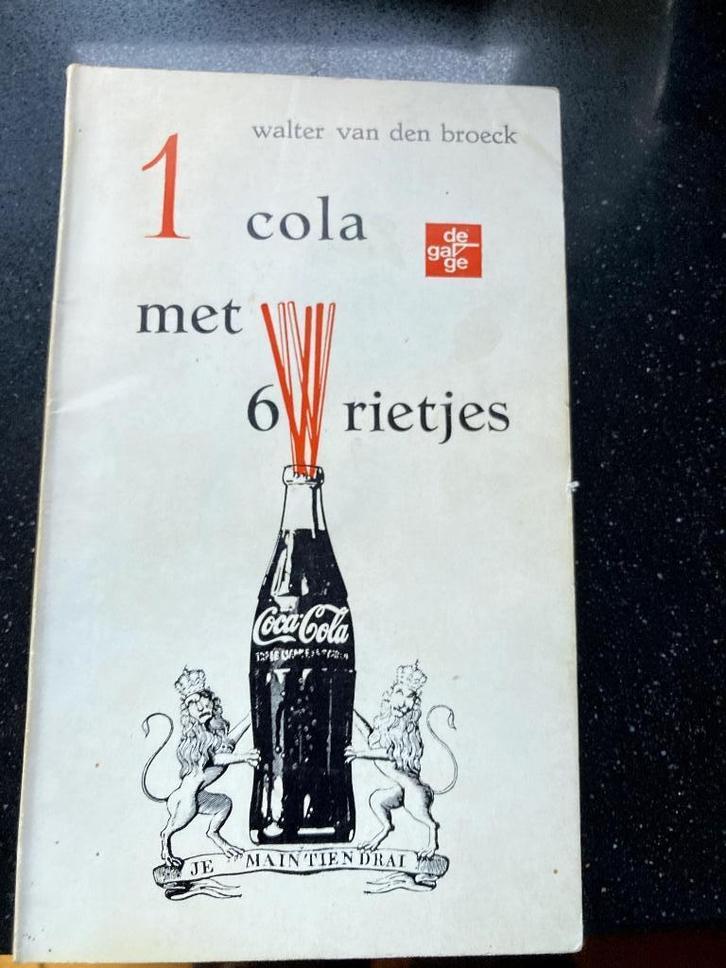 walter van den broeck
1 cola
de
gal
ge
met
6 rietjes
Coca-Cola
JE MAINTIENDRAI